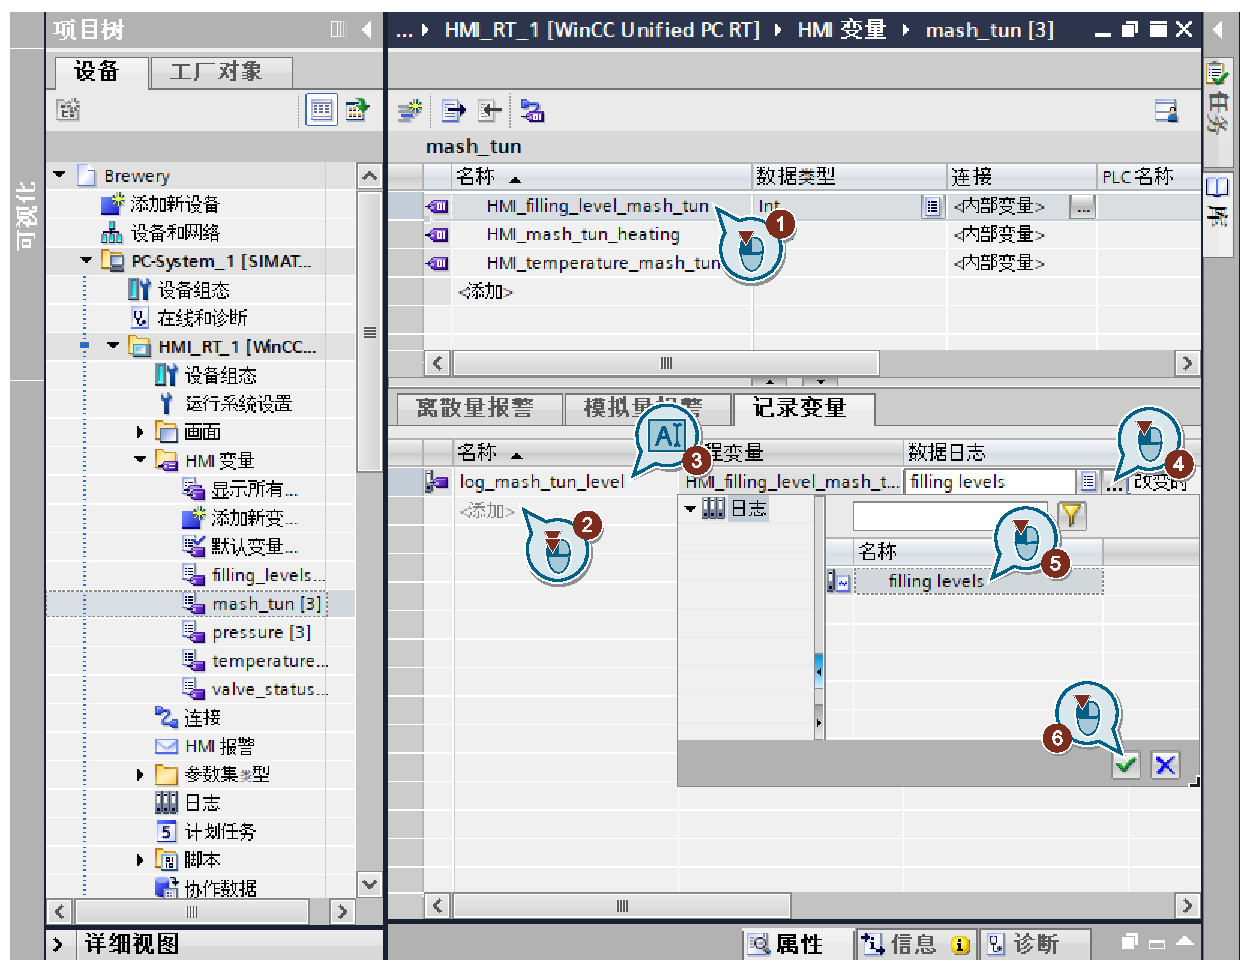 可视化
项目树
设备
工厂对象
Brewery
添加新设备
设备和网络
PC-System_1 [SIMAT...
设备组态
在线和诊断
HMI_RT_1 [WinCC...
设备组态
运行系统设置
画面
HMI 变量
显示所有...
添加新变...
默认变量...
filling_levels...
mash_tun [3]
pressure [3]
temperature...
valve_status...
连接
HMI 报警
参数集类型
日志
5 计划任务
脚本
协作数据
详细视图
... HMI_RT_1 [WinCC Unified PC RT] HMI 变量 mash_tun [3]
mash_tun
名称 数据类型 连接 PLC 名称
HMI_filling_level_mash_tun Int <内部变量> ...
1
HMI_mash_tun_heating <内部变量>
HMI_temperature_mash_tun <内部变量>
<添加>
离散量报警 模拟量报警 记录变量
AI
3
4
名称 程变量 数据日志
log_mash_tun_level HMI_filling_level_mash_t... filling levels ... 改变时
<添加>
2
日志
名称
5
filling levels
6
属性 信息 诊断
任务
库